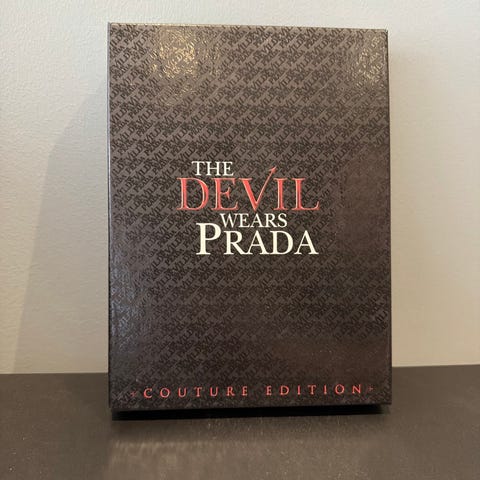 THE
DEVIL
WEARS
PRADA
COUTURE EDITION